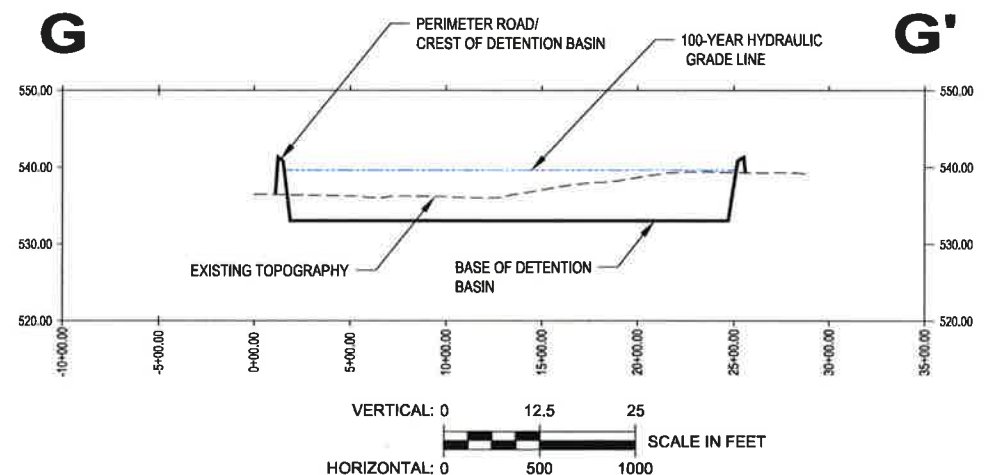 G
PERIMETER ROAD/
CREST OF DETENTION BASIN
100-YEAR HYDRAULIC
GRADE LINE
G'
550.00
550.00
540.00
540.00
530.00
530.00
520.00
520.00
EXISTING TOPOGRAPHY
BASE OF DETENTION
BASIN
-10+00.00
-5+00.00
0+00.00
5+00.00
10+00.00
15+00.00
20+00.00
25+00.00
30+00.00
35+00.00
VERTICAL: 0 12.5 25
SCALE IN FEET
HORIZONTAL: 0 500 1000